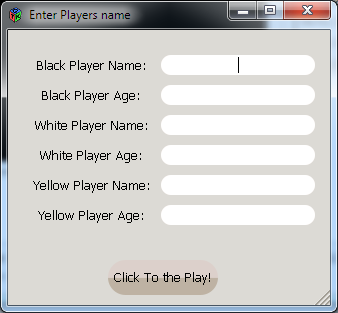 Enter Players name
Black Player Name:
Black Player Age:
White Player Name:
White Player Age:
Yellow Player Name:
Yellow Player Age:
Click To the Play!